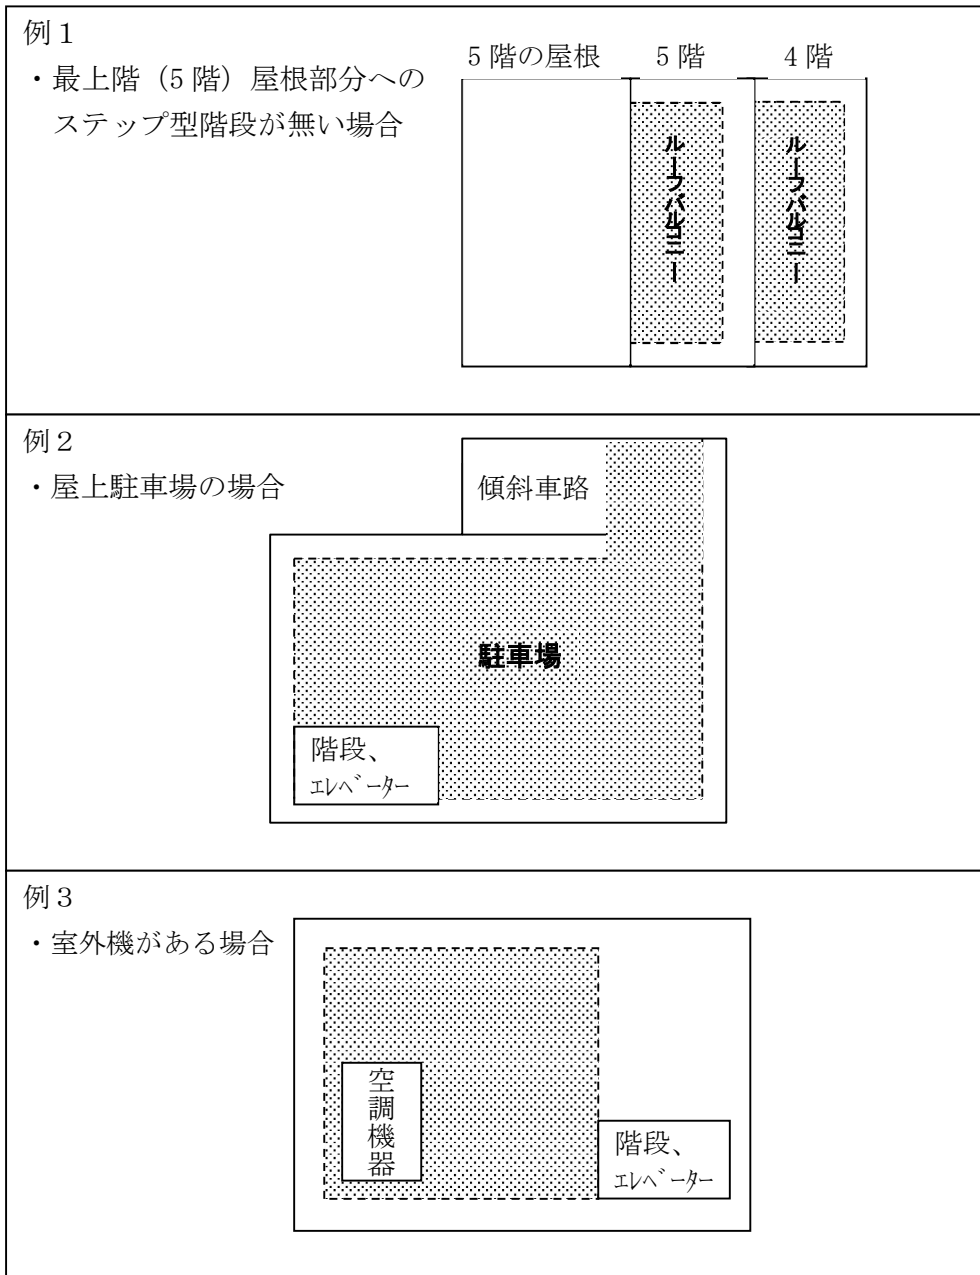 例１
・最上階（5 階）屋根部分への
ステップ型階段が無い場合
5 階の屋根
5 階
4 階
ルーフバルコニー
ルーフバルコニー
例２
・屋上駐車場の場合
傾斜車路
駐車場
階段、
ｴﾚﾍﾞｰﾀｰ
例３
・室外機がある場合
空調機器
階段、
ｴﾚﾍﾞｰﾀｰ